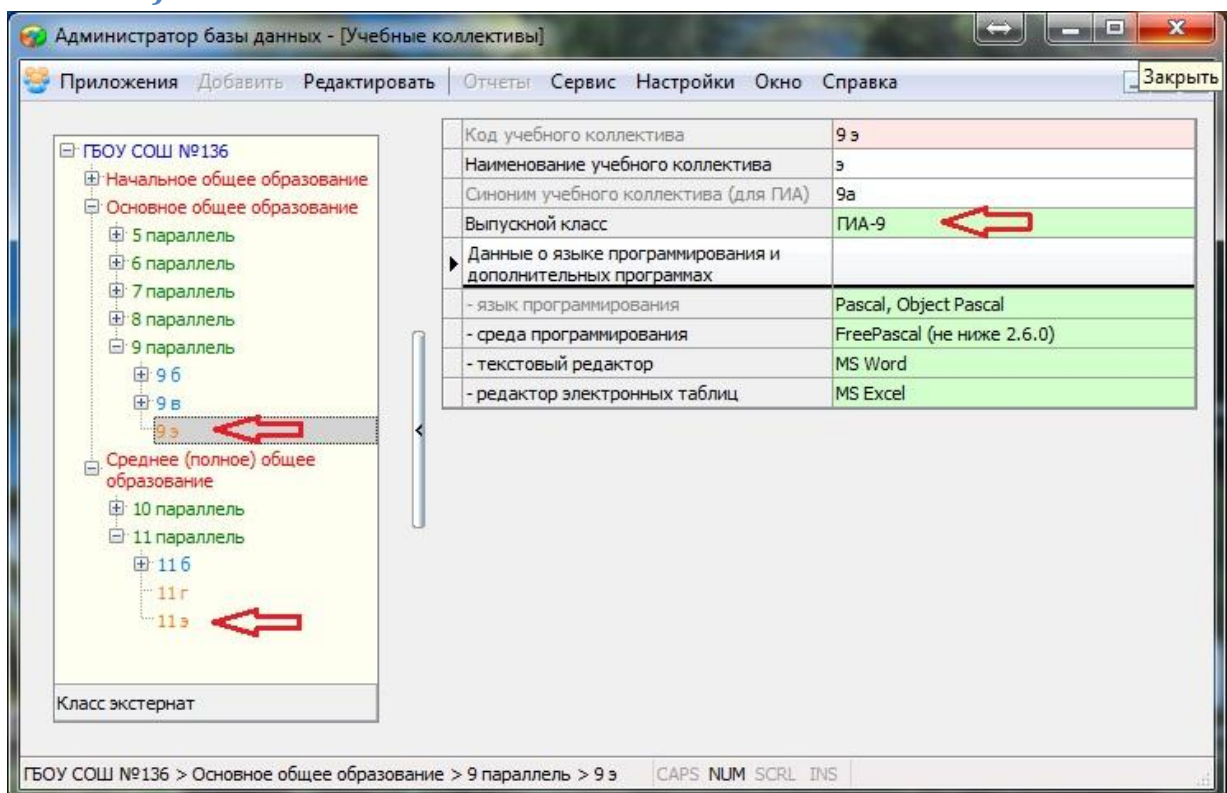 Администратор базы данных - [Учебные коллективы]
Закрыть
Приложения Добавить Редактировать Отчеты Сервис Настройки Окно Справка
ГБОУ СОШ №136
Начальное общее образование
Основное общее образование
5 параллель
6 параллель
7 параллель
8 параллель
9 параллель
9 б
9 в
9 э
Среднее (полное) общее
образование
10 параллель
11 параллель
11 б
11 г
11 э
Класс экстернат
Код учебного коллектива 9 э
Наименование учебного коллектива э
Синоним учебного коллектива (для ГИА) 9а
Выпускной класс ГИА-9
Данные о языке программирования и
дополнительных программах
- язык программирования Pascal, Object Pascal
- среда программирования FreePascal (не ниже 2.6.0)
- текстовый редактор MS Word
- редактор электронных таблиц MS Excel
ГБОУ СОШ №136 > Основное общее образование > 9 параллель > 9 э CAPS NUM SCRL INS